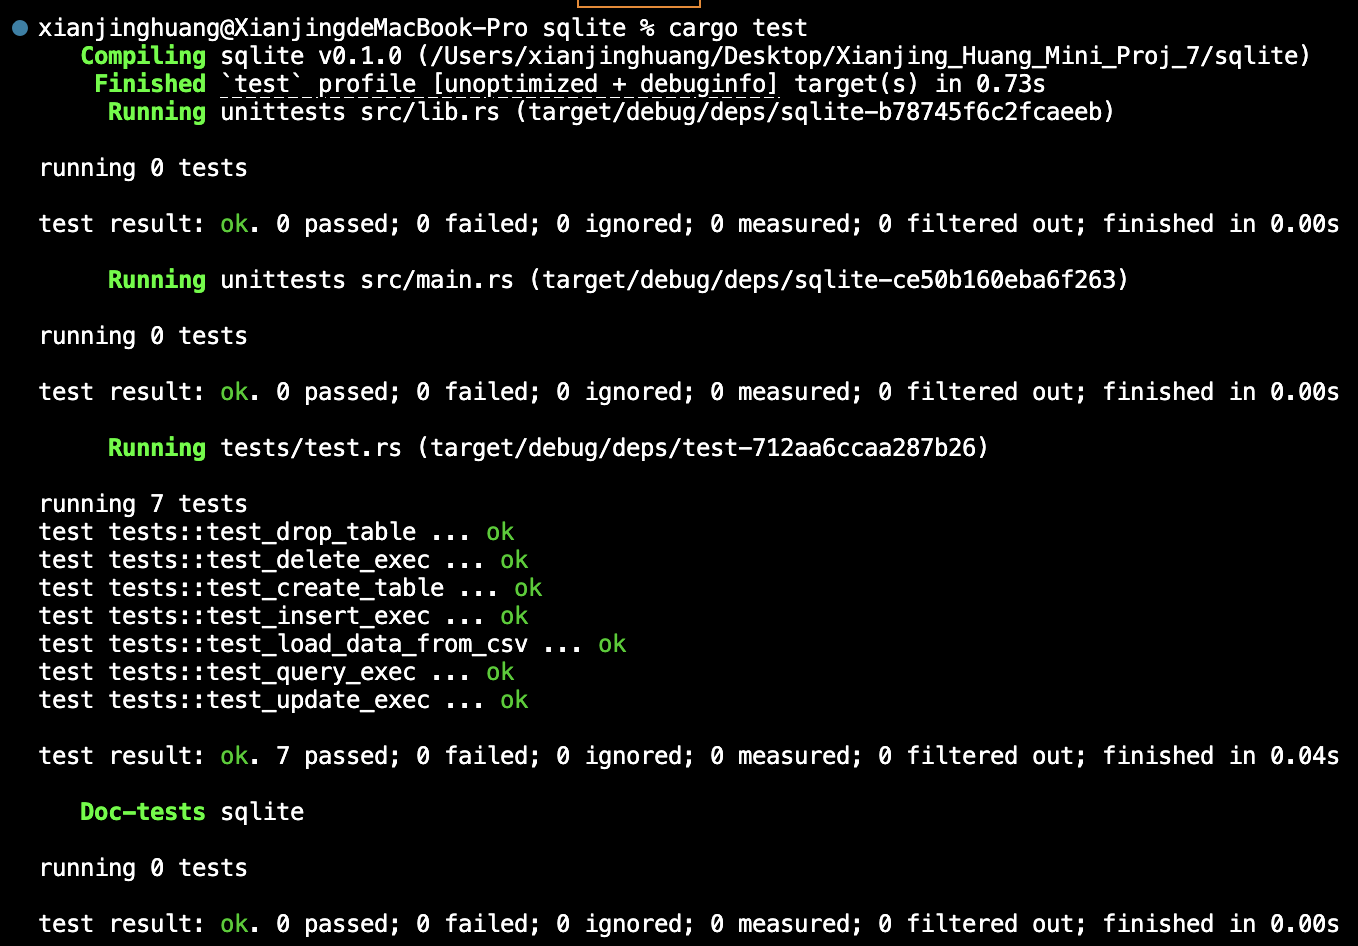 xianjinghuang@XianjingdeMacBook-Pro sqlite % cargo test
Compiling sqlite v0.1.0 (/Users/xianjinghuang/Desktop/Xianjing_Huang_Mini_Proj_7/sqlite)
Finished `test` profile [unoptimized + debuginfo] target(s) in 0.73s
Running unittests src/lib.rs (target/debug/deps/sqlite-b78745f6c2fcaeeb)
running 0 tests
test result: ok. 0 passed; 0 failed; 0 ignored; 0 measured; 0 filtered out; finished in 0.00s
Running unittests src/main.rs (target/debug/deps/sqlite-ce50b160eba6f263)
running 0 tests
test result: ok. 0 passed; 0 failed; 0 ignored; 0 measured; 0 filtered out; finished in 0.00s
Running tests/test.rs (target/debug/deps/test-712aa6ccaa287b26)
running 7 tests
test tests::test_drop_table ... ok
test tests::test_delete_exec ... ok
test tests::test_create_table ... ok
test tests::test_insert_exec ... ok
test tests::test_load_data_from_csv ... ok
test tests::test_query_exec ... ok
test tests::test_update_exec ... ok
test result: ok. 7 passed; 0 failed; 0 ignored; 0 measured; 0 filtered out; finished in 0.04s
Doc-tests sqlite
running 0 tests
test result: ok. 0 passed; 0 failed; 0 ignored; 0 measured; 0 filtered out; finished in 0.00s